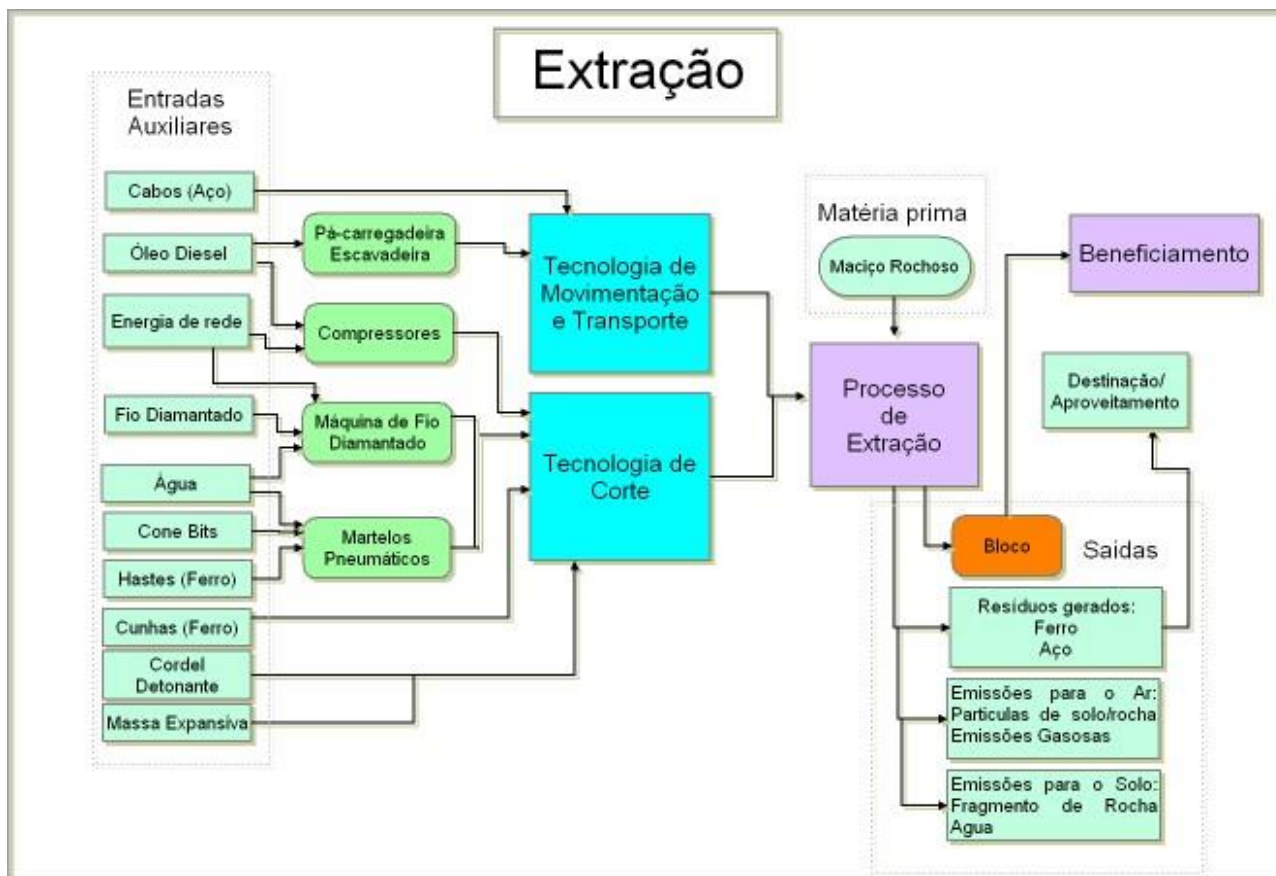 Extração
Entradas
Auxiliares
Cabos (Aço)
Óleo Diesel
Energia de rede
Fio Diamantado
Água
Cone Bits
Hastes (Ferro)
Cunhas (Ferro)
Cordel
Detonante
Massa Expansiva
Pá-carregadeira
Escavadeira
Compressores
Máquina de Fio
Diamantado
Martelos
Pneumáticos
Tecnologia de
Movimentação
e Transporte
Tecnologia de
Corte
Matéria prima
Maciço Rochoso
Processo
de
Extração
Beneficiamento
Destinação/
Aproveitamento
Bloco
Saidas
Resíduos gerados:
Ferro
Aço
Emissões para o Ar:
Particulas de solo/rocha
Emissões Gasosas
Emissões para o Solo:
Fragmento de Rocha
Agua